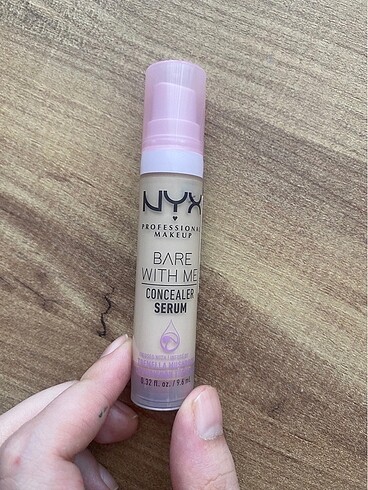 NYX
PROFESSIONAL
MAKEUP
BARE
WITH ME
CONCEALER
SERUM
0.32 fl. oz. / 9.6 mL